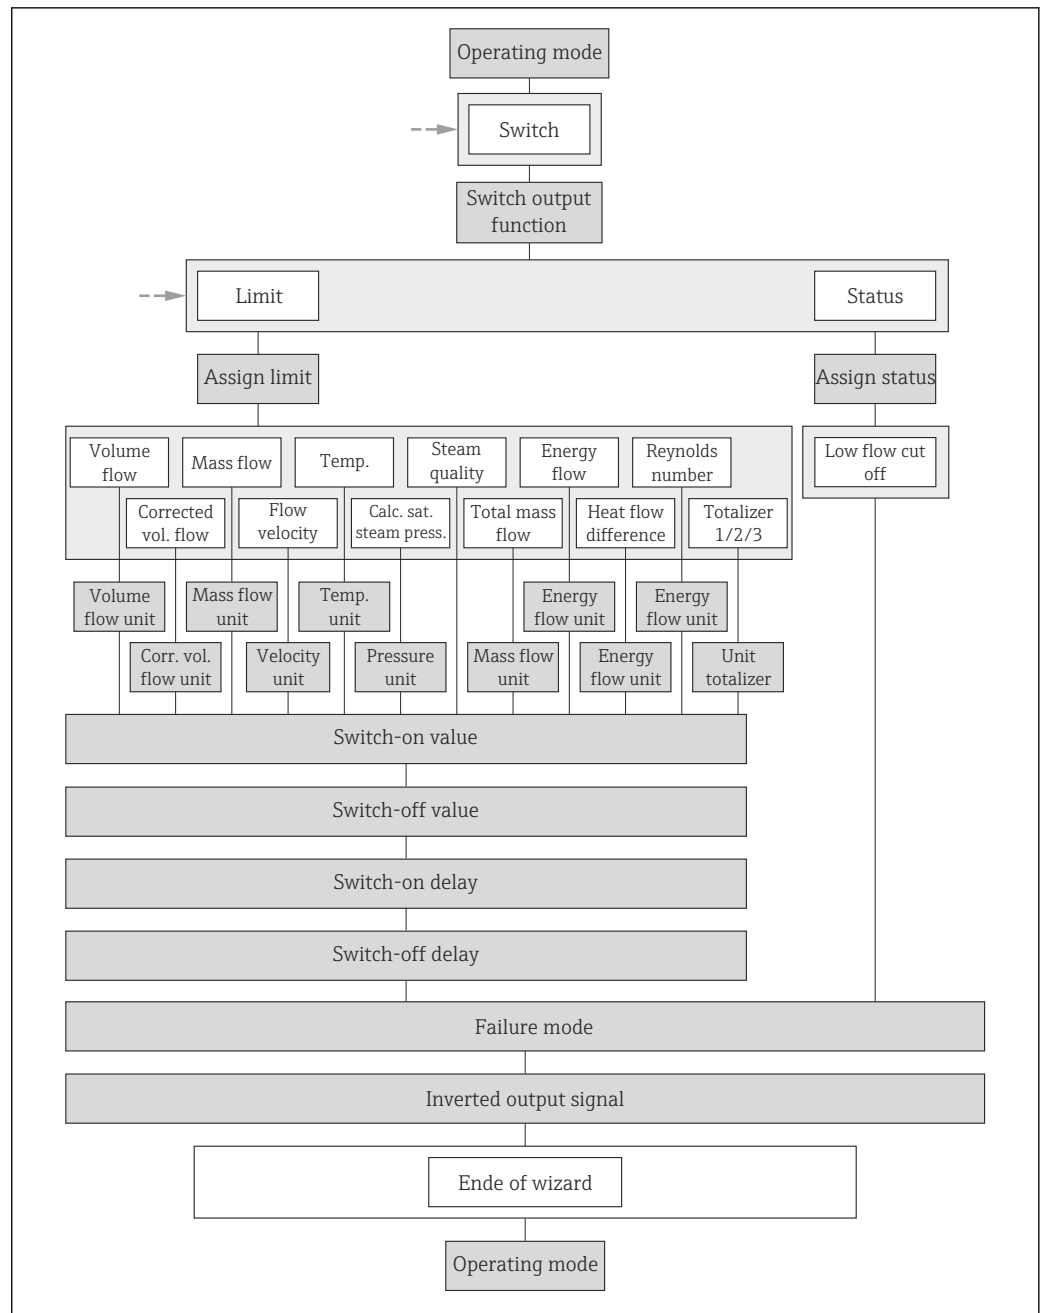 Operating mode
Switch
Switch output
function
Limit
Status
Assign limit
Assign status
Volume
flow
Mass flow
Temp.
Steam
quality
Energy
flow
Reynolds
number
Low flow cut
off
Corrected
vol. flow
Flow
velocity
Calc. sat.
steam press.
Total mass
flow
Heat flow
difference
Totalizer
1/2/3
Volume
flow unit
Mass flow
unit
Temp.
unit
Energy
flow unit
Energy
flow unit
Corr. vol.
flow unit
Velocity
unit
Pressure
unit
Mass flow
unit
Energy
flow unit
Unit
totalizer
Switch-on value
Switch-off value
Switch-on delay
Switch-off delay
Failure mode
Inverted output signal
Ende of wizard
Operating mode